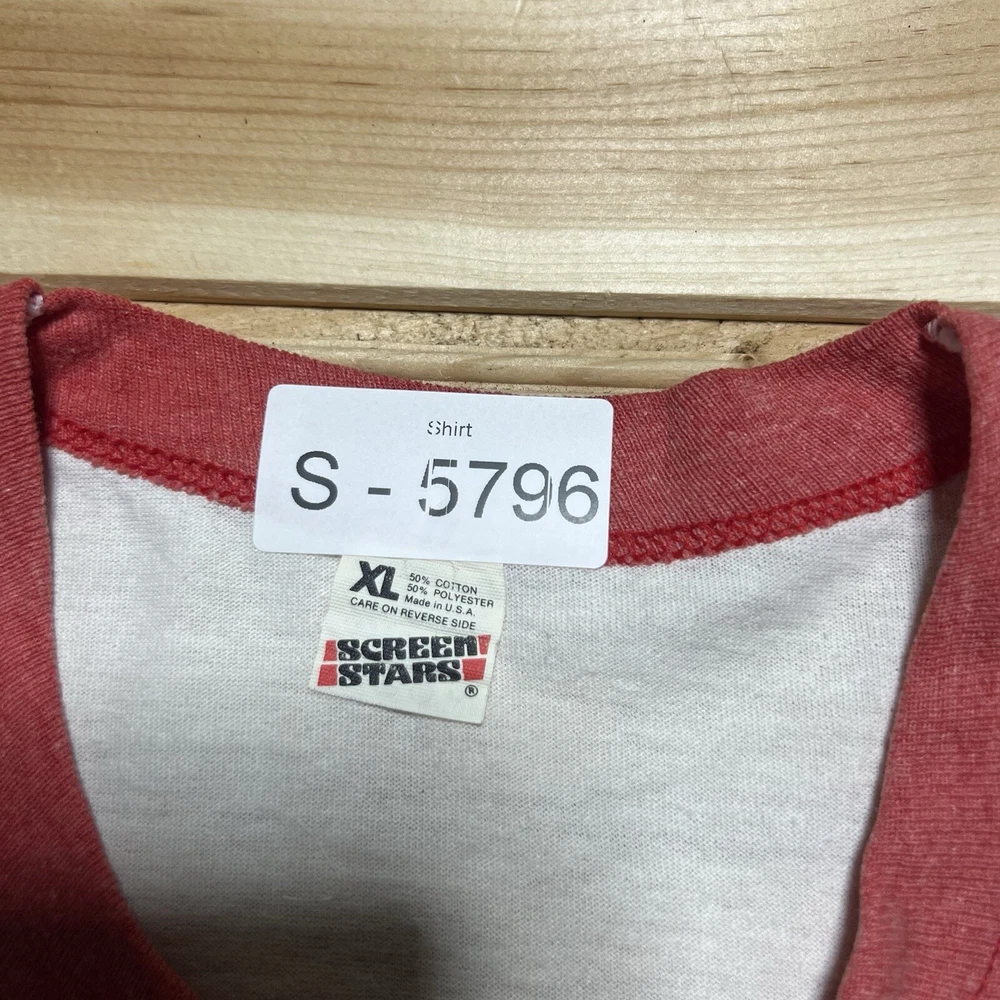 Shirt
S - 5796
XL
50% COTTON
50% POLYESTER
Made in U.S.A.
CARE ON REVERSE SIDE
SCREEN
STARS
®